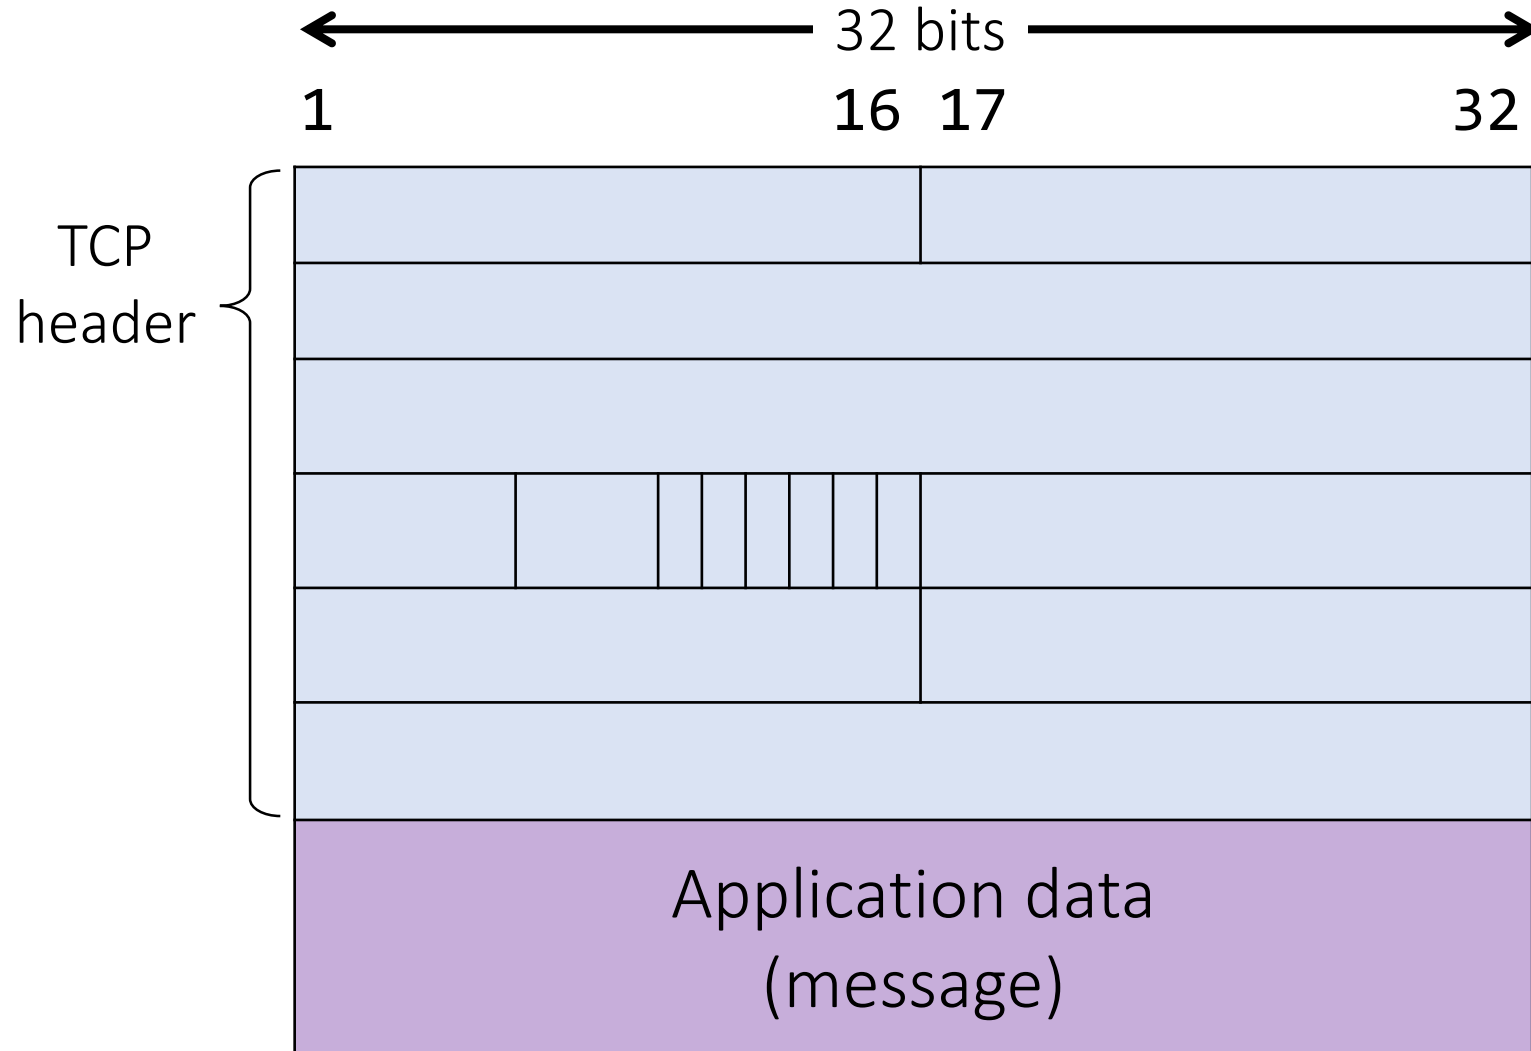 32 bits
1 16 17 32
TCP
header
Application data
(message)